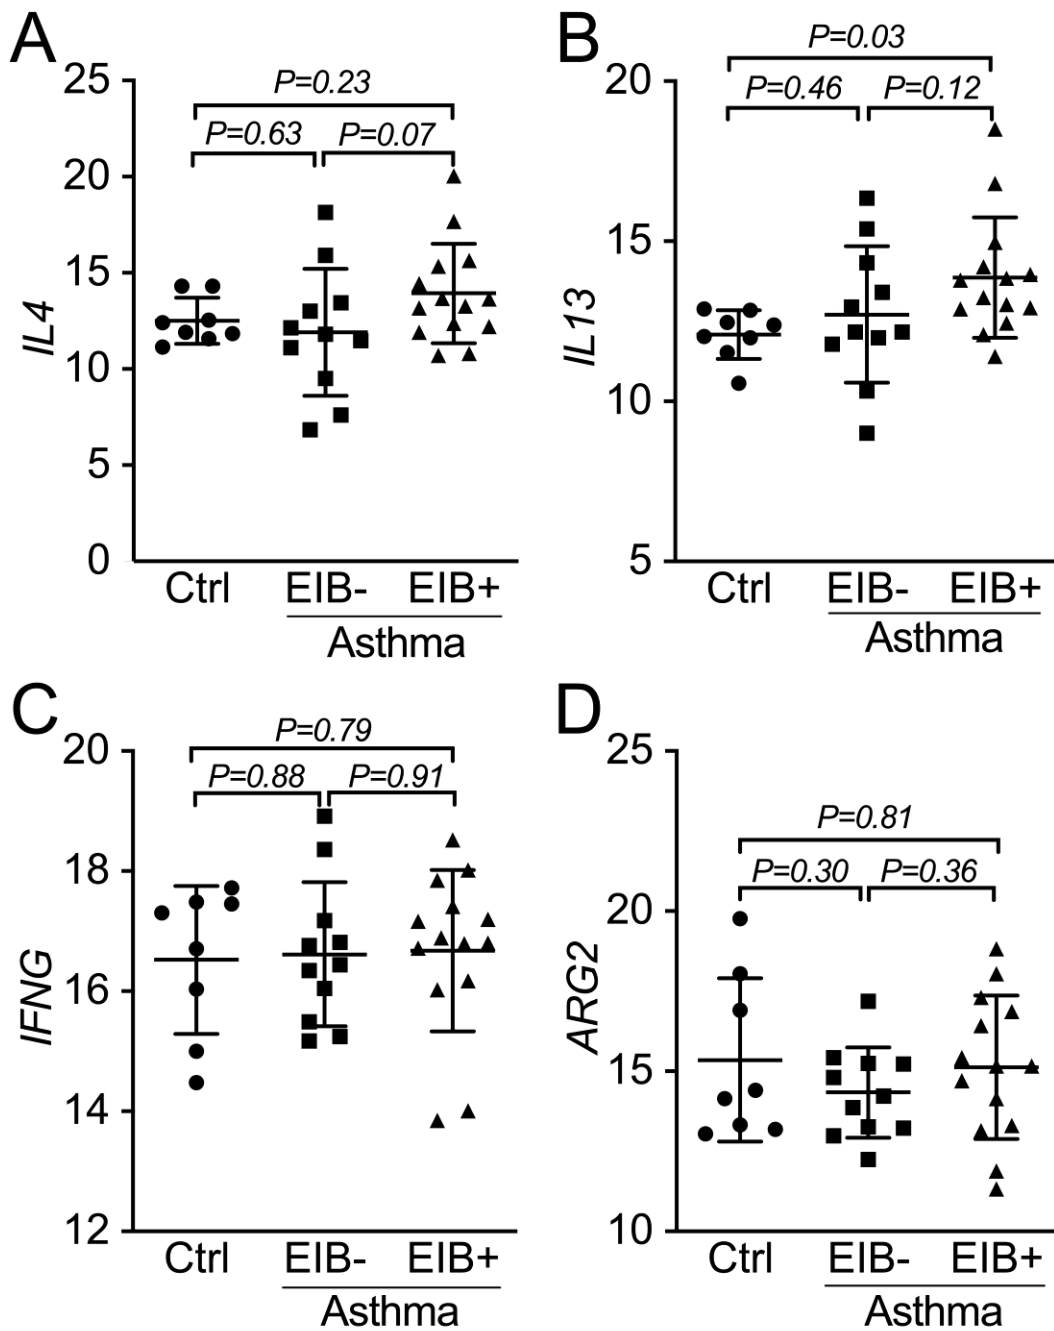 A
P=0.23
P=0.63
P=0.07
IL4
25
20
15
10
5
0
Ctrl
EIB-
EIB+
Asthma
B
P=0.03
P=0.46
P=0.12
IL13
20
15
10
5
Ctrl
EIB-
EIB+
Asthma
C
P=0.79
P=0.88
P=0.91
IFNG
20
18
16
14
12
Ctrl
EIB-
EIB+
Asthma
D
P=0.81
P=0.30
P=0.36
ARG2
25
20
15
10
Ctrl
EIB-
EIB+
Asthma